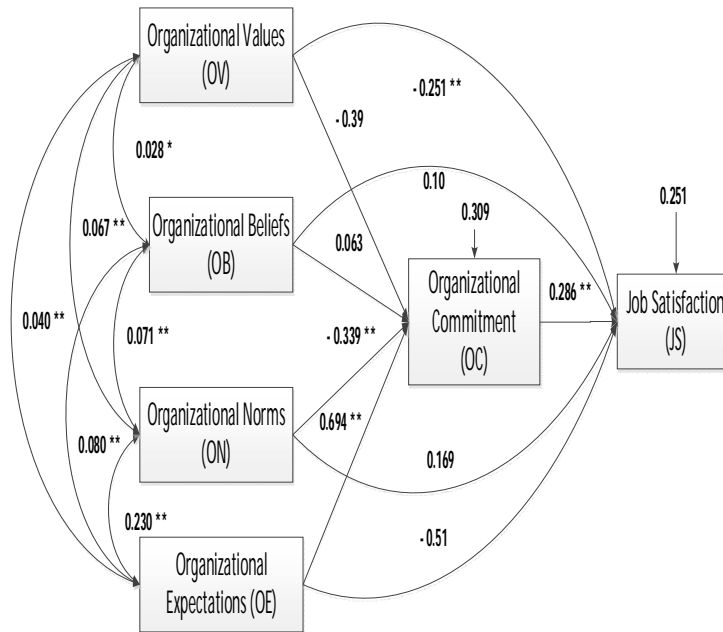 Organizational Values
(OV)
- 0.251 **
- 0.39
0.028 *
0.10
0.309
0.251
Organizational Beliefs
(OB)
0.067 **
0.063
Organizational
Commitment
(OC)
0.286 **
Job Satisfaction
(JS)
0.040 **
0.071 **
- 0.339 **
Organizational Norms
(ON)
0.694 **
0.080 **
0.169
0.230 **
- 0.51
Organizational
Expectations (OE)